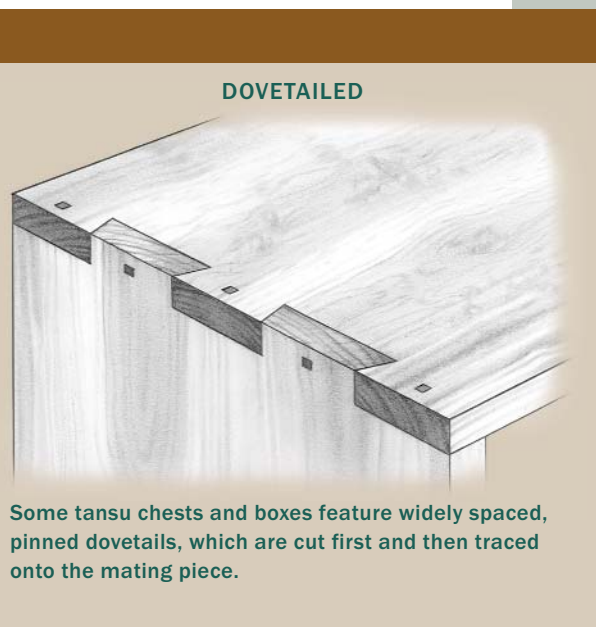 DOVETAILED
Some tansu chests and boxes feature widely spaced,
pinned dovetails, which are cut first and then traced
onto the mating piece.